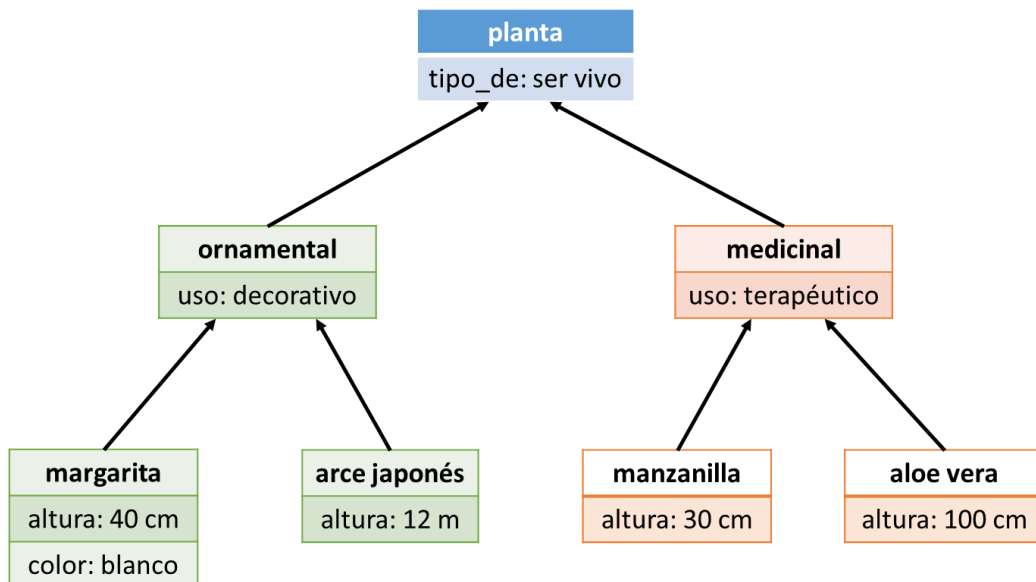 planta
tipo_de: ser vivo
ornamental
uso: decorativo
medicinal
uso: terapéutico
margarita
altura: 40 cm
color: blanco
arce japonés
altura: 12 m
manzanilla
altura: 30 cm
aloe vera
altura: 100 cm